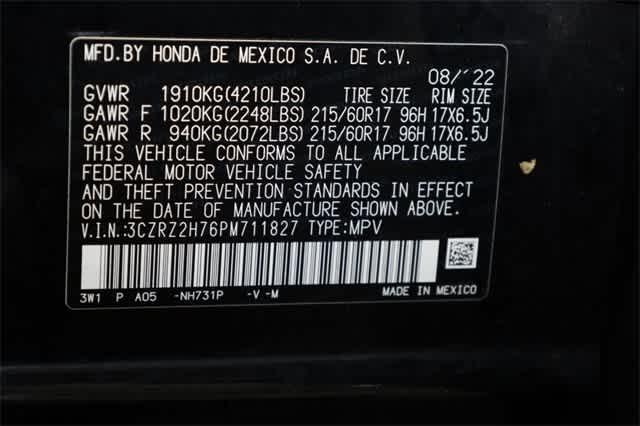 MFD.BY HONDA DE MEXICO S.A. DE C.V.
08/'22
GVWR 1910KG(4210LBS) TIRE SIZE RIM SIZE
GAWR F 1020KG(2248LBS) 215/60R17 96H 17X6.5J
GAWR R 940KG(2072LBS) 215/60R17 96H 17X6.5J
THIS VEHICLE CONFORMS TO ALL APPLICABLE
FEDERAL MOTOR VEHICLE SAFETY
AND THEFT PREVENTION STANDARDS IN EFFECT
ON THE DATE OF MANUFACTURE SHOWN ABOVE.
V.I.N.:3CZRZ2H76PM711827 TYPE:MPV
3W1 P A05 -NH731P -V -M MADE IN MEXICO